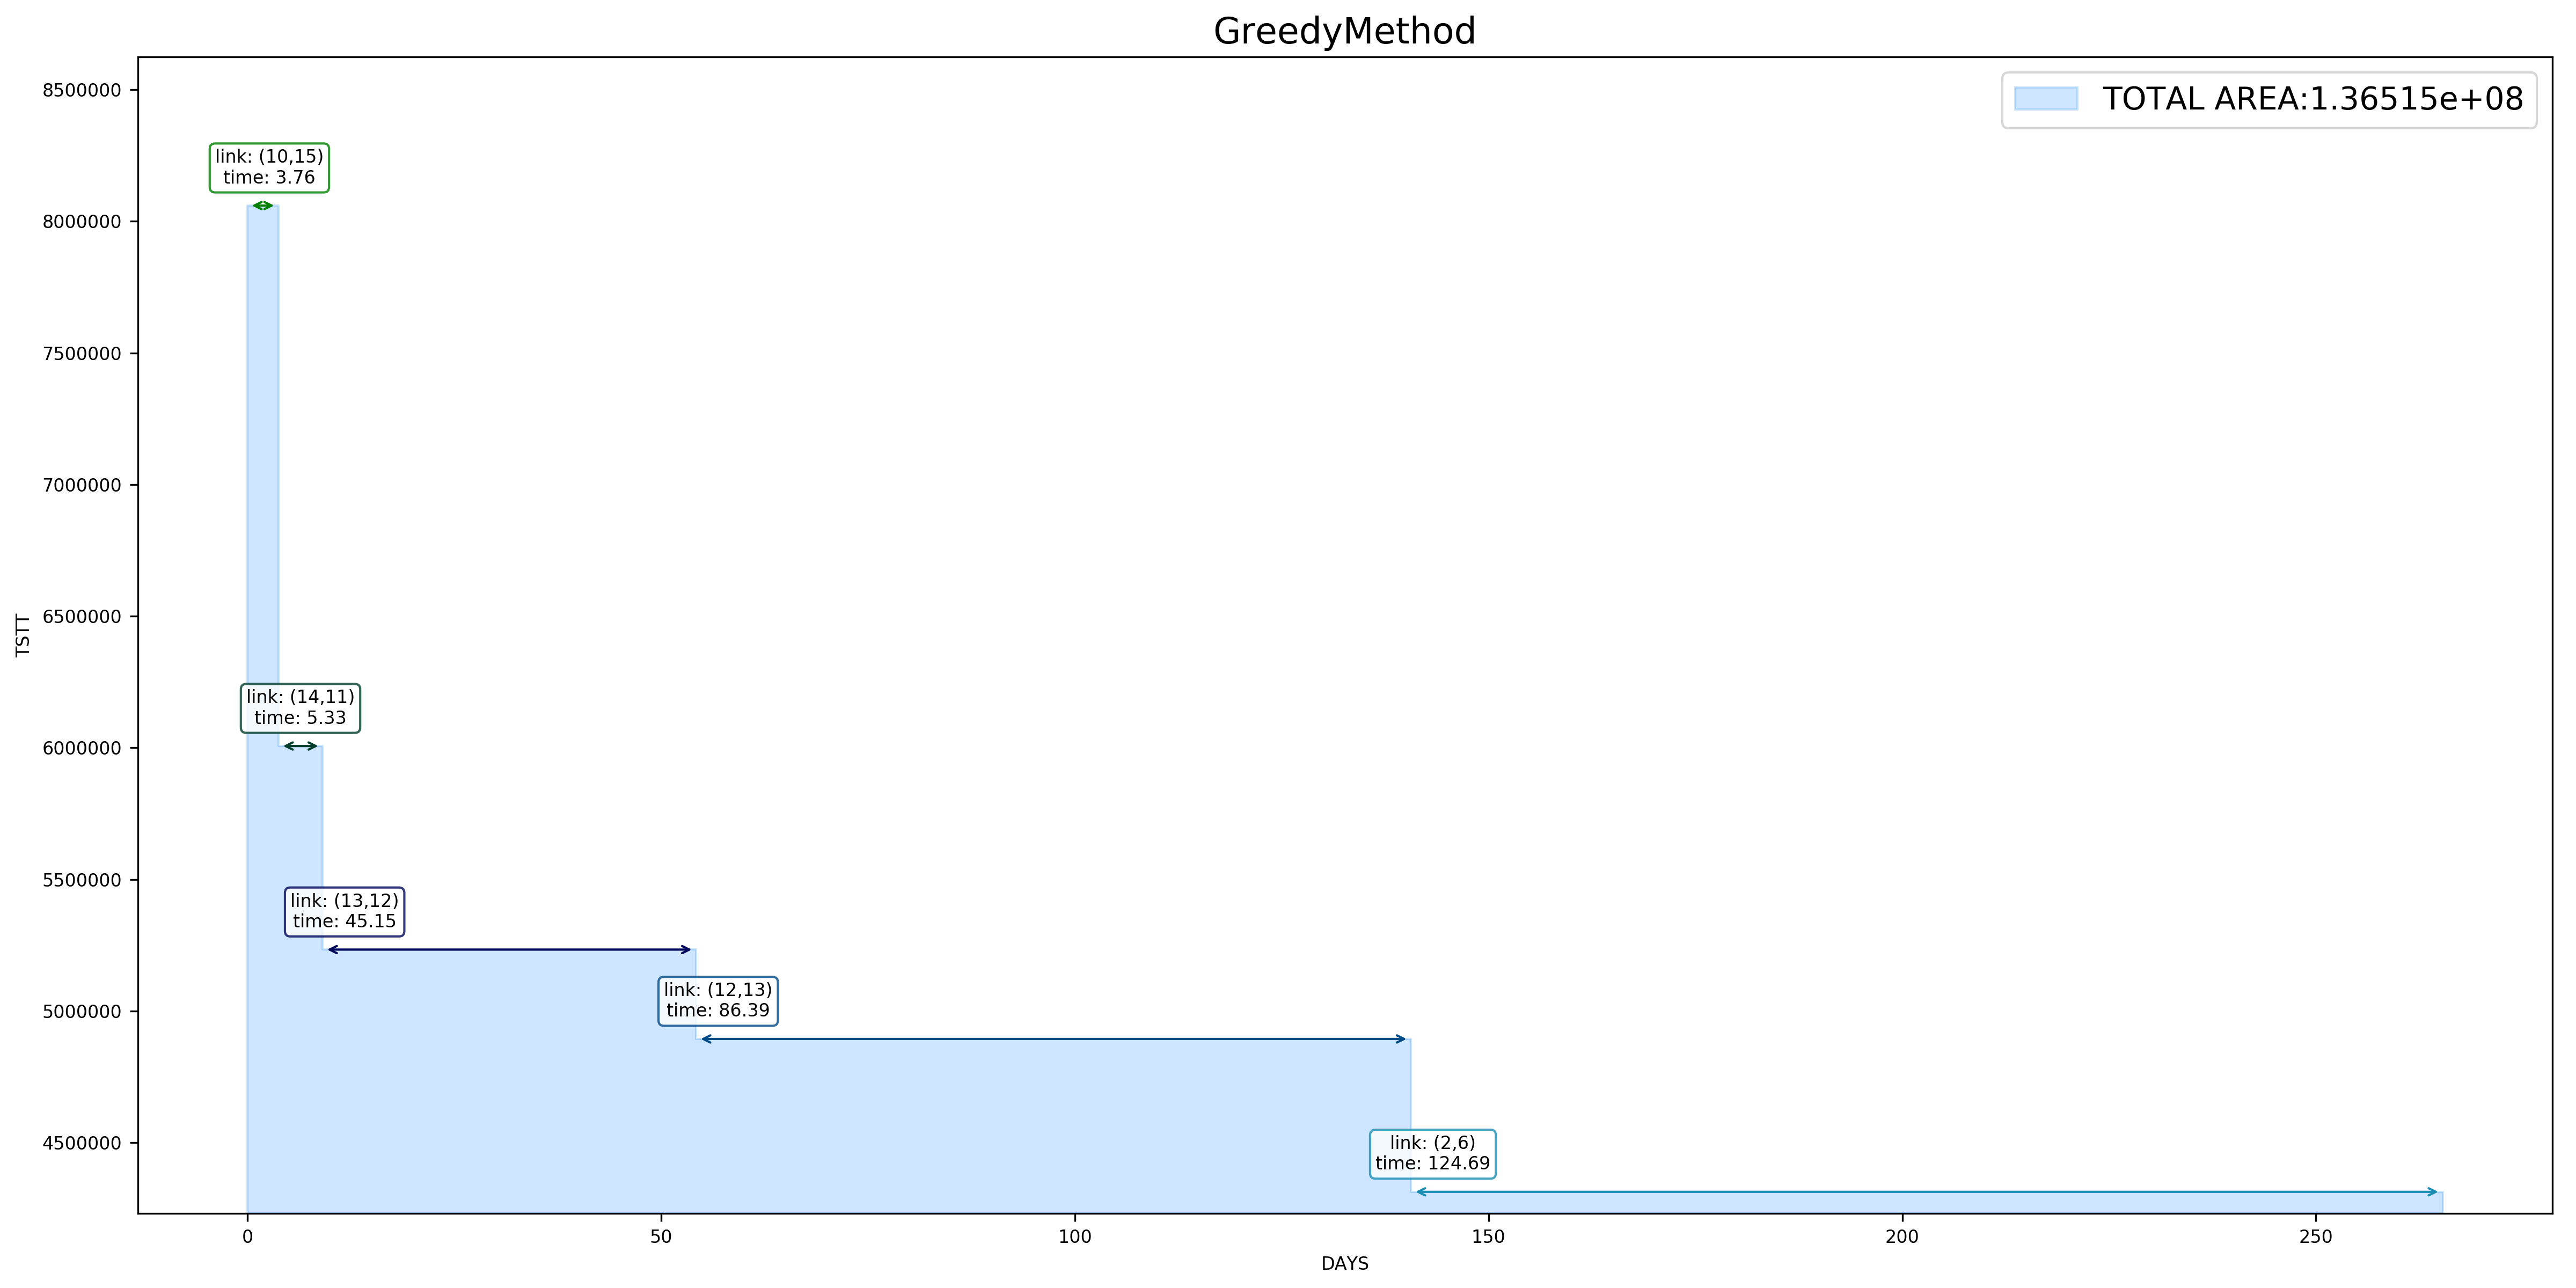 GreedyMethod
TOTAL AREA:1.36515e+08
8500000
8000000
7500000
7000000
6500000
6000000
5500000
5000000
4500000
TSTT
link: (10,15)
time: 3.76
link: (14,11)
time: 5.33
link: (13,12)
time: 45.15
link: (12,13)
time: 86.39
link: (2,6)
time: 124.69
0 50 100 150 200 250
DAYS